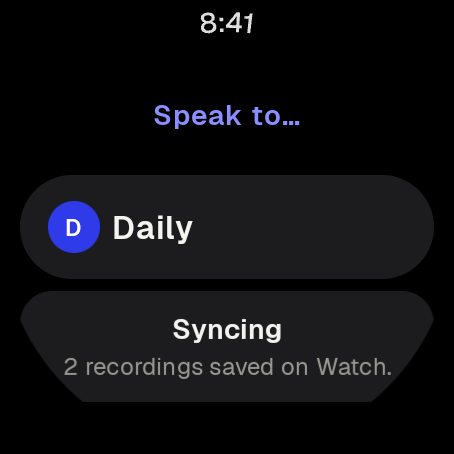 8:41
Speak to…
D
Daily
Syncing
2 recordings saved on Watch.